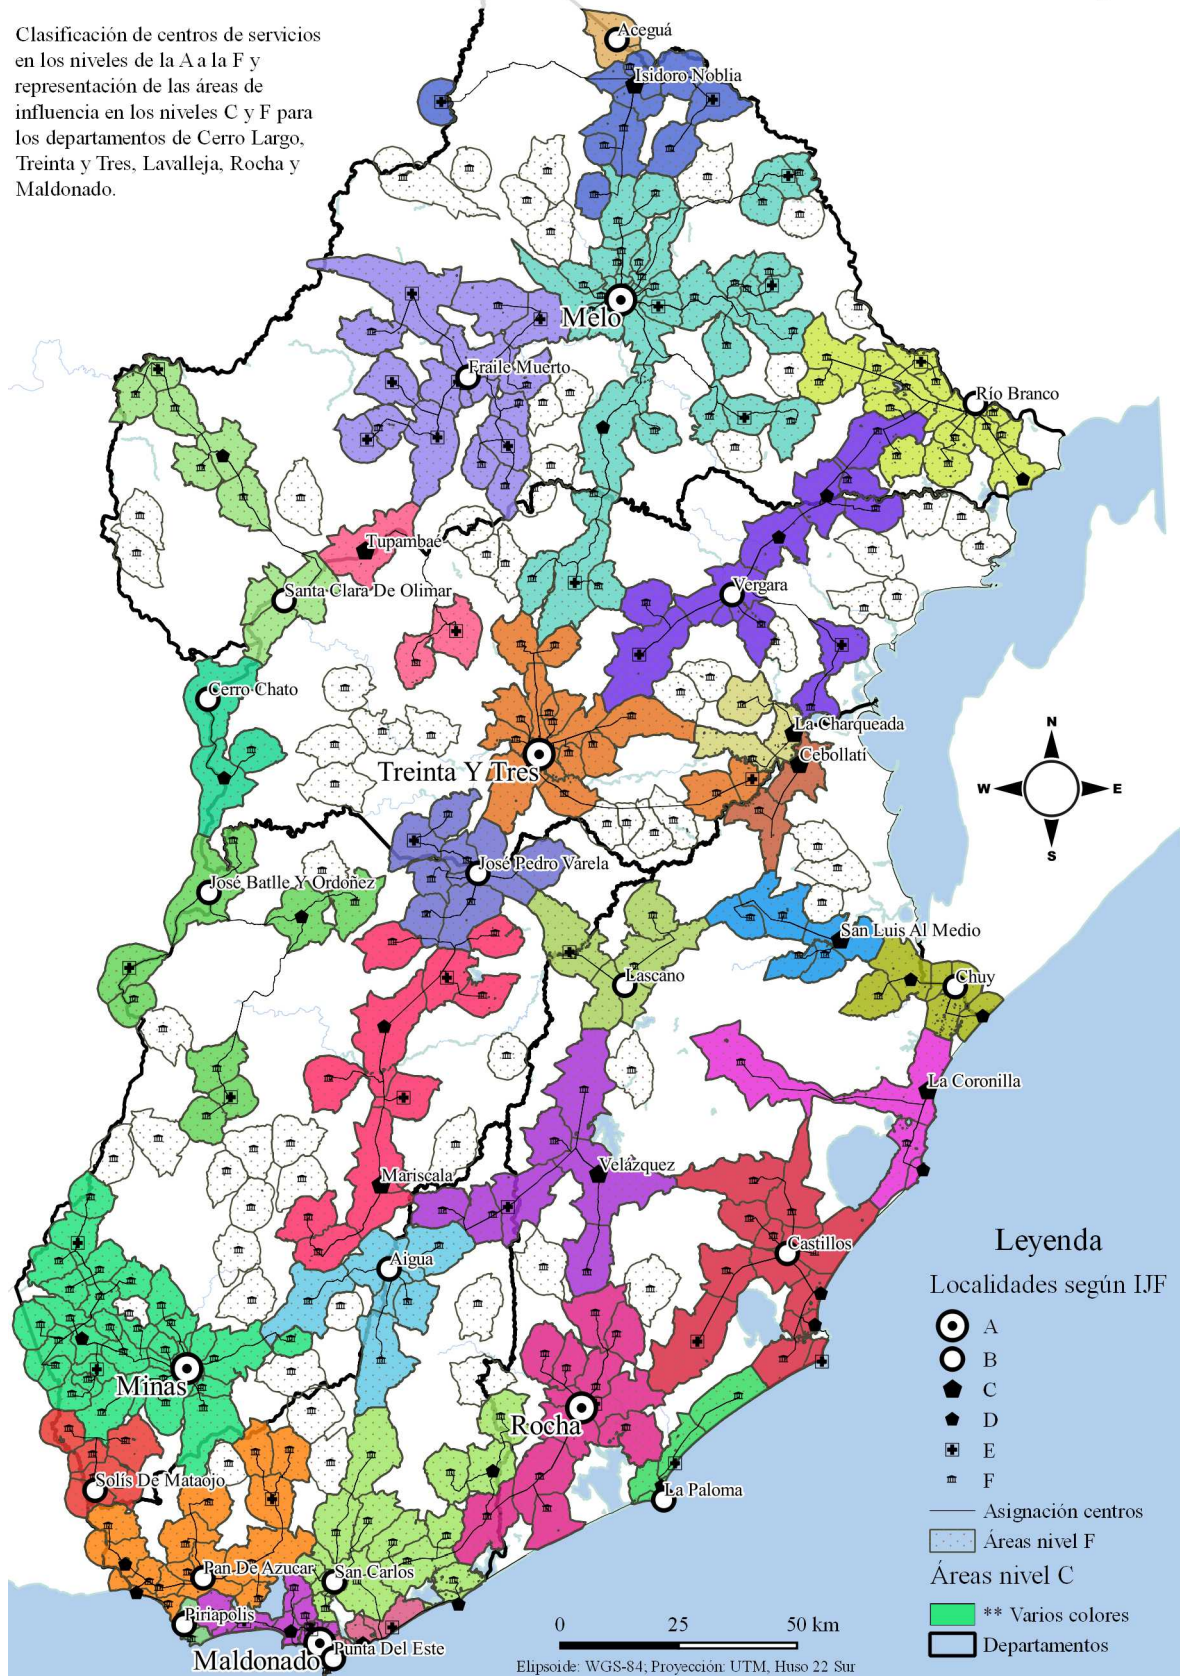 Clasificación de centros de servicios
en los niveles de la A a la F y
representación de las áreas de
influencia en los niveles C y F para
los departamentos de Cerro Largo,
Treinta y Tres, Lavalleja, Rocha y
Maldonado.
Aceguá
Isidoro Noblia
Melo
Fraile Muerto
Río Branco
Tupambaé
Santa Clara De Olimar
Vergara
Cerro Chato
La Charqueada
Cebollatí
Treinta Y Tres
N
W
E
S
José Pedro Varela
José Batlle Y Ordoñez
San Luis Al Medio
Lascano
Chuy
La Coronilla
Velázquez
Mariscala
Castillos
Aigua
Minas
Rocha
Solís De Mataojo
La Paloma
Pan De Azucar
San Carlos
Piriapolis
Punta Del Este
Maldonado
Leyenda
Localidades según IJF
A
B
C
D
E
F
Asignación centros
Áreas nivel F
Áreas nivel C
** Varios colores
Departamentos
0 25 50 km
Elipsoide: WGS-84; Proyección: UTM, Huso 22 Sur